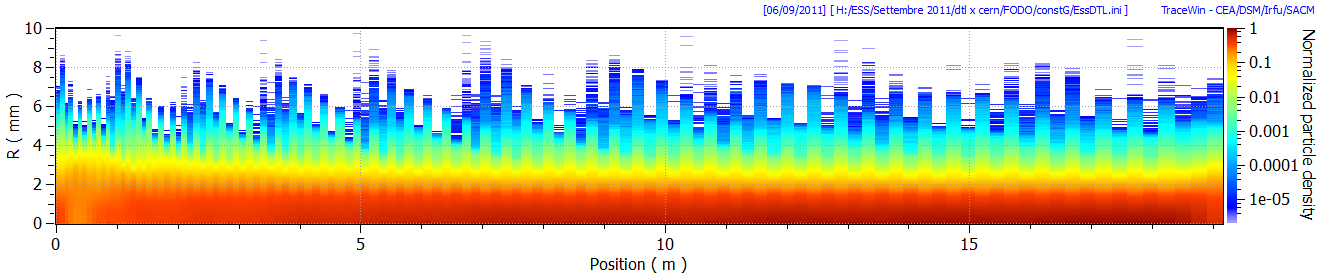 [06/09/2011] [ H:/ESS/Settembre 2011/dtl x cern/FODO/constG/EssDTL.ini ] TraceWin - CEA/DSM/Irfu/SACM
10
8
6
4
2
0
R ( mm )
0 5 10 15
Position ( m )
1
0.1
0.01
0.001
0.0001
1e-05
Normalized particle density